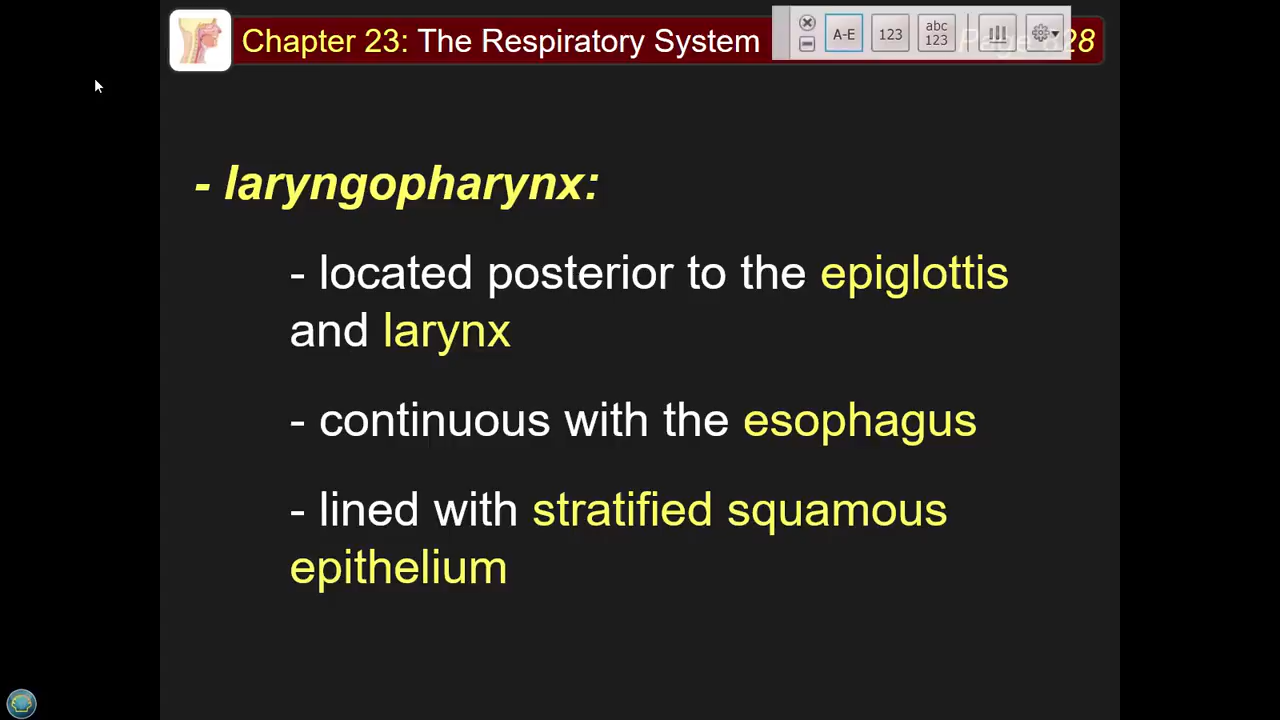 Chapter 23: The Respiratory System
A-E
123
abc
123
28
- laryngopharynx:
- located posterior to the epiglottis
and larynx
- continuous with the esophagus
- lined with stratified squamous
epithelium